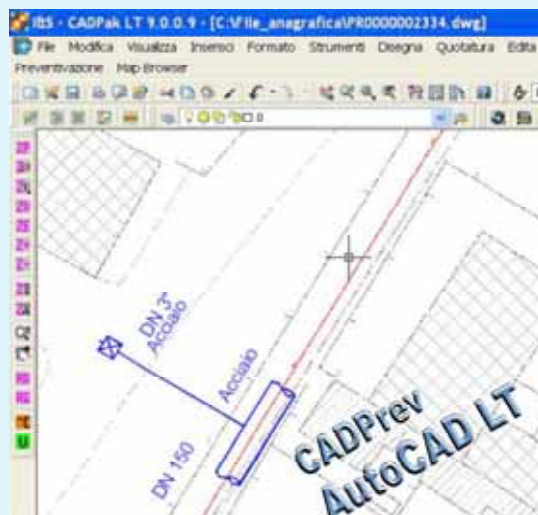 IBS - CADPak LT 9.0.0.9 - [C:\File_anagrafica\PR0000002334.dwg]
File Modifica Visualizza Inserisci Formato Strumenti Disegna Quotatura Edita
Preventivazione Map Browser
0
DN 3"
Acciaio
Acciaio
DN 150
CADPrev
AutoCAD LT